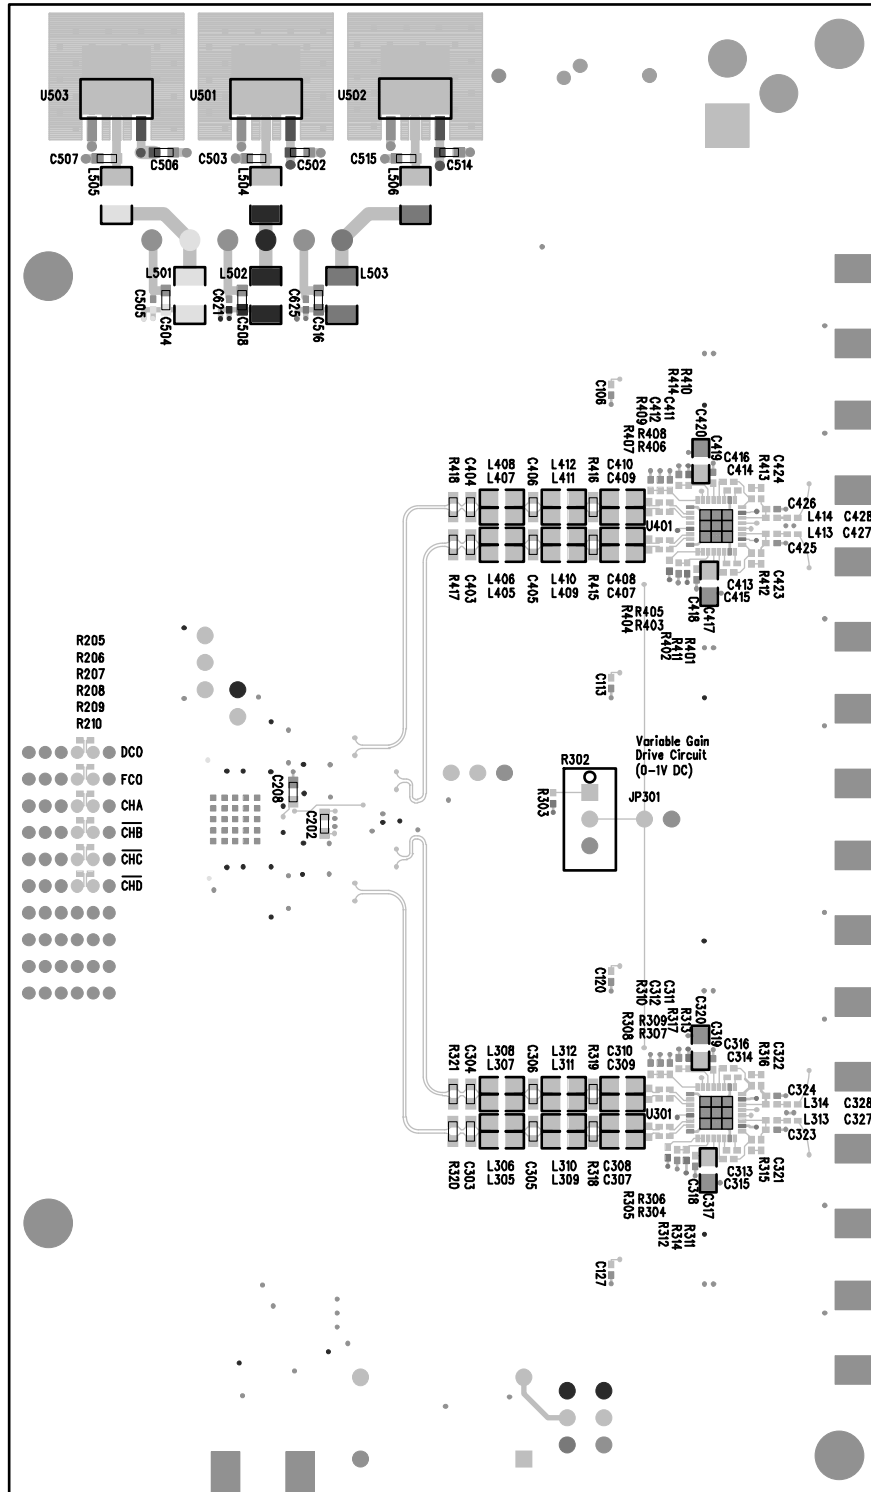 U503
U501
U502
C507
C506
C503
C502
C515
C514
L505
L504
L506
L501
L502
L503
C505
C504
C621
C508
C625
C516
C106
R410
R414
C411
C412
R409
R408
R406
R407
C420
C419
C416
C414
R413
C424
R418
C404
L408
L407
C406
L412
L411
R416
C410
C409
C426
L414 C428
U401
L413 C427
C425
R417
C403
L406
L405
C405
L410
L409
R415
C408
C407
C413
C415
R412
C423
C418
C417
R405
R403
R404
R402
R411
R401
R205
R206
R207
R208
R209
R210
C113
DCO
FCO
CHA
CHB
CHC
CHD
C208
C202
Variable Gain
Drive Circuit
(0-1V DC)
R302
R303
JP301
C120
R310
C312
C311
R309
R307
R308
R317
R313
C320
C319
C316
C314
R316
C322
R321
C304
L308
L307
C306
L312
L311
R319
C310
C309
C324
L314 C328
U301
L313 C327
C323
R320
C303
L306
L305
C305
L310
L309
R318
C308
C307
C313
C315
R315
C321
C318
C317
R306
R304
R305
R312
R314
R311
C127